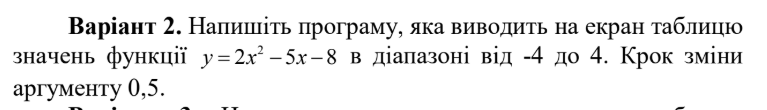 Варіант 2. Напишіть програму, яка виводить на екран таблицю
значень функції y = 2x² – 5x – 8 в діапазоні від -4 до 4. Крок зміни
аргументу 0,5.